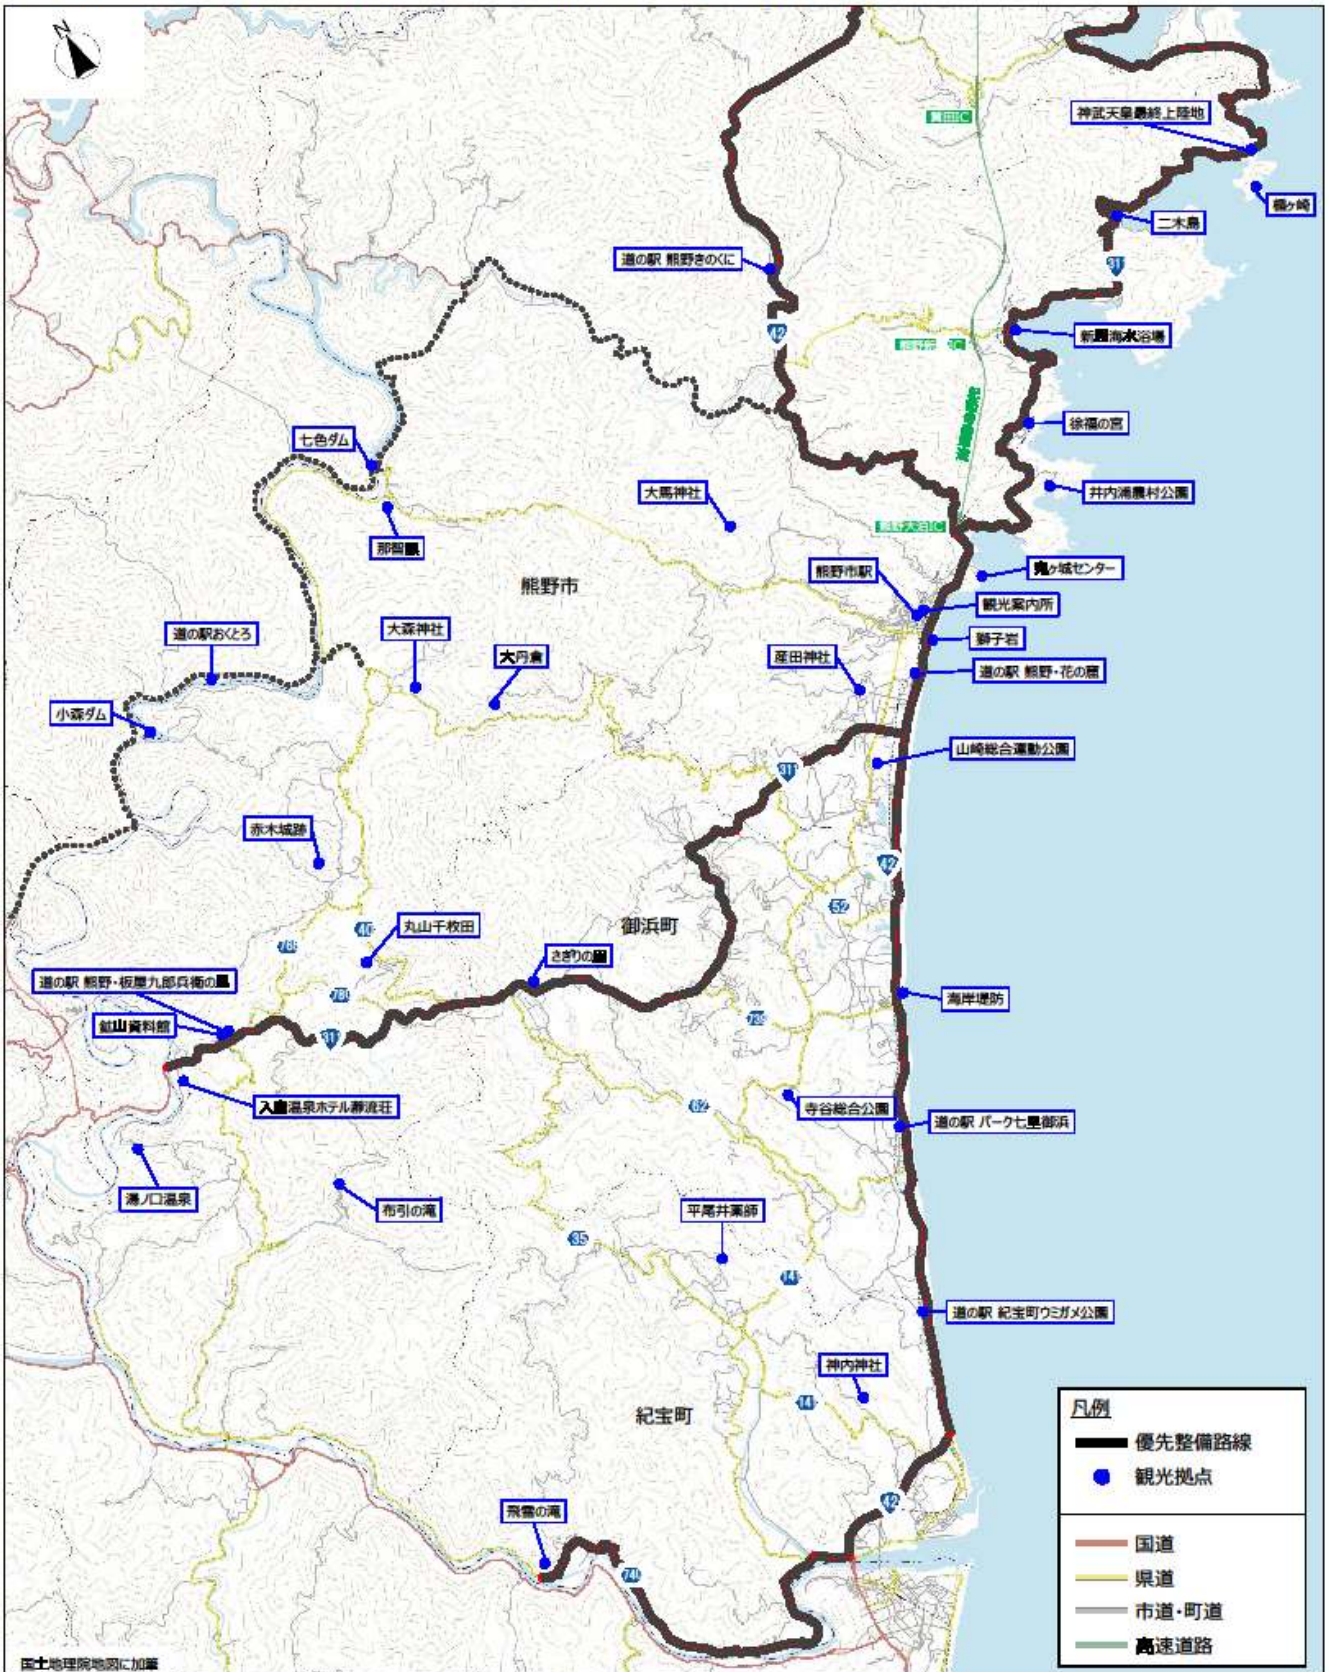 N
神武天皇最終上陸地
楯ヶ崎
二木島
311
道の駅 熊野きのくに
42
新鹿海水浴場
徐福の宮
七色ダム
大馬神社
井内浦農村公園
熊野大泊IC
那智黒
熊野市
熊野市駅
鬼ヶ城センター
観光案内所
道の駅おくとろ
大森神社
大丹倉
産田神社
獅子岩
道の駅 熊野・花の窟
小森ダム
山崎総合運動公園
311
赤木城跡
42
52
丸山千枚田
40
御浜町
さぎりの里
道の駅 熊野・板屋九郎兵衛の里
780
海岸堤防
鉱山資料館
311
739
入鹿温泉ホテル瀞流荘
62
寺谷総合公園
道の駅 パーク七里御浜
湯ノ口温泉
布引の滝
平尾井薬師
35
141
道の駅 紀宝町ウミガメ公園
神内神社
141
紀宝町
42
飛雪の滝
740
凡例
優先整備路線
観光拠点
国道
県道
市道・町道
高速道路
国土地理院地図に加筆